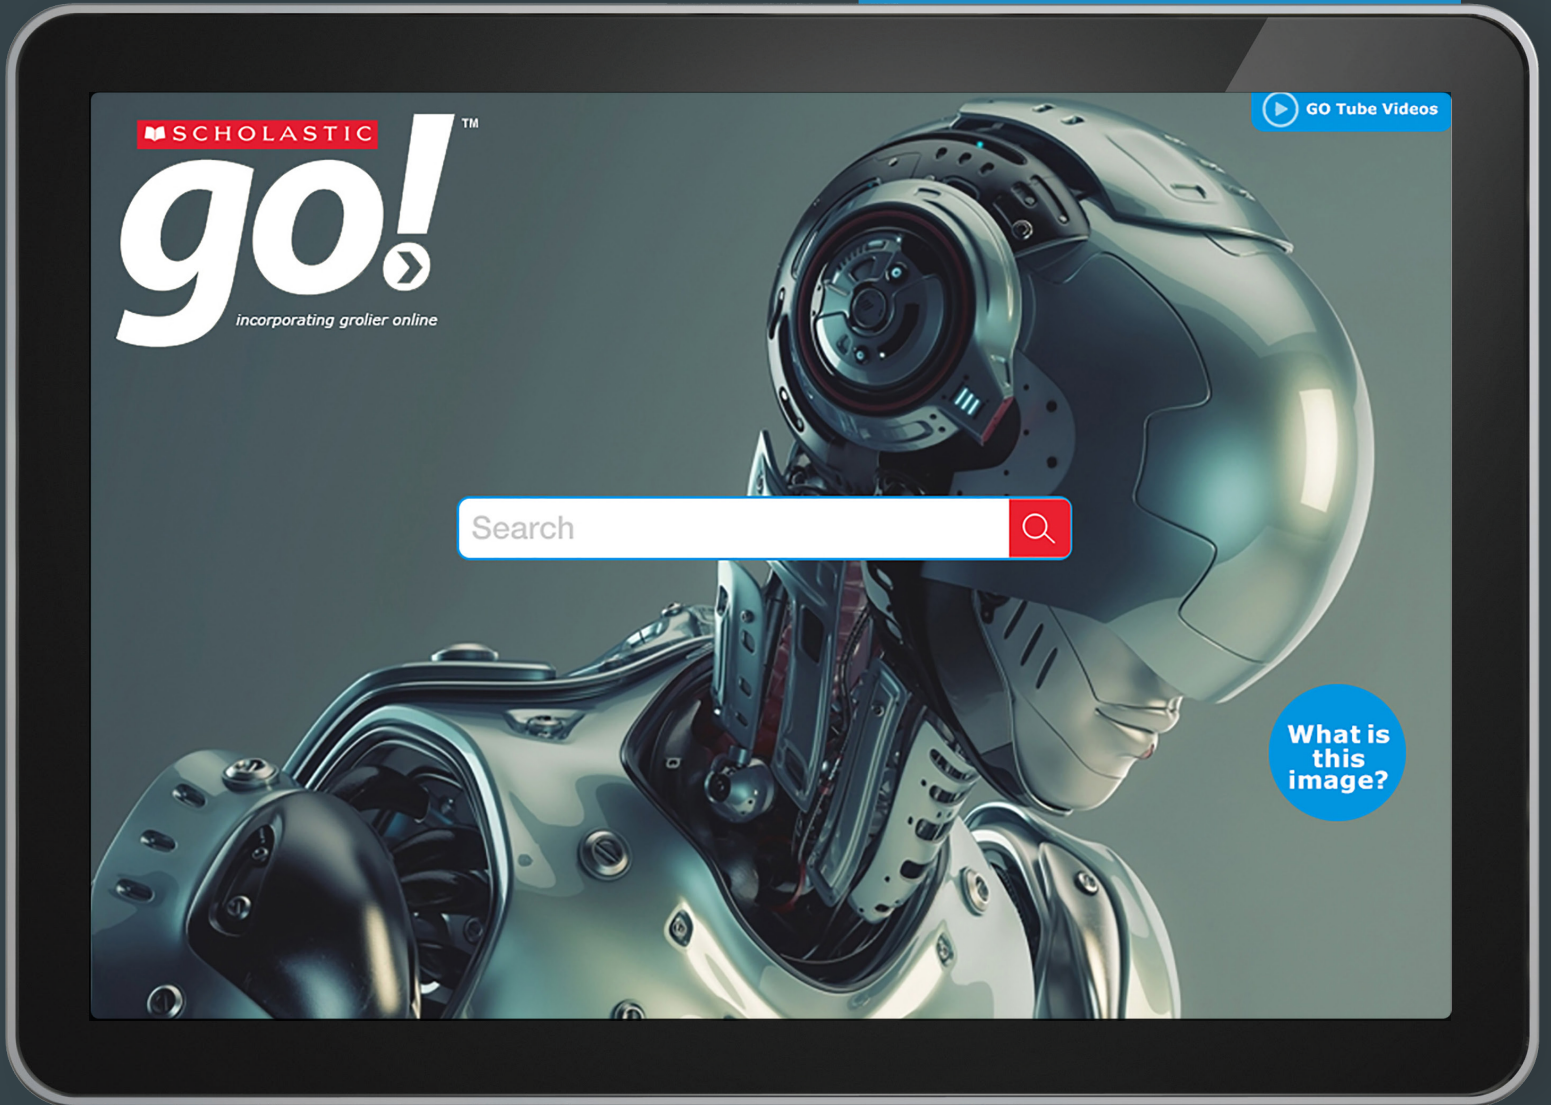 SCHOLASTIC
go!™
incorporating grolier online
GO Tube Videos
Search
What is
this
image?